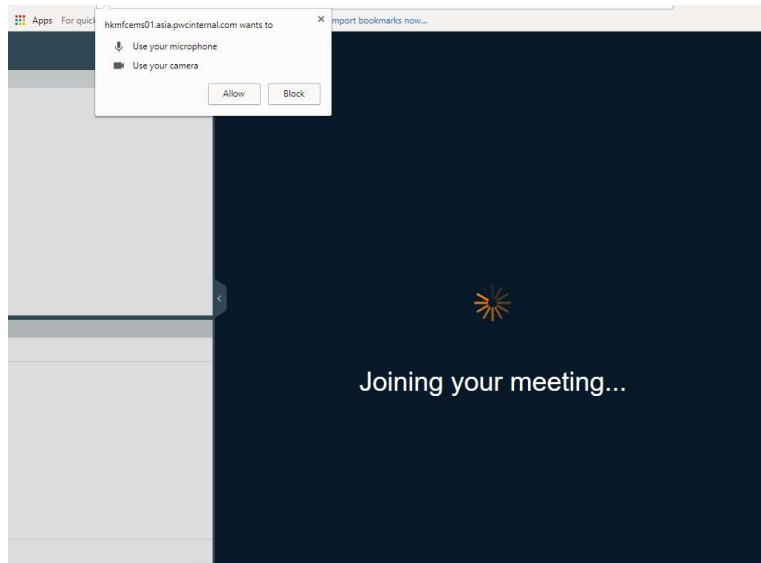 Apps For quick
hkmfcems01.asia.pwcinternal.com wants to
mport bookmarks now...
Use your microphone
Use your camera
Allow Block
Joining your meeting...